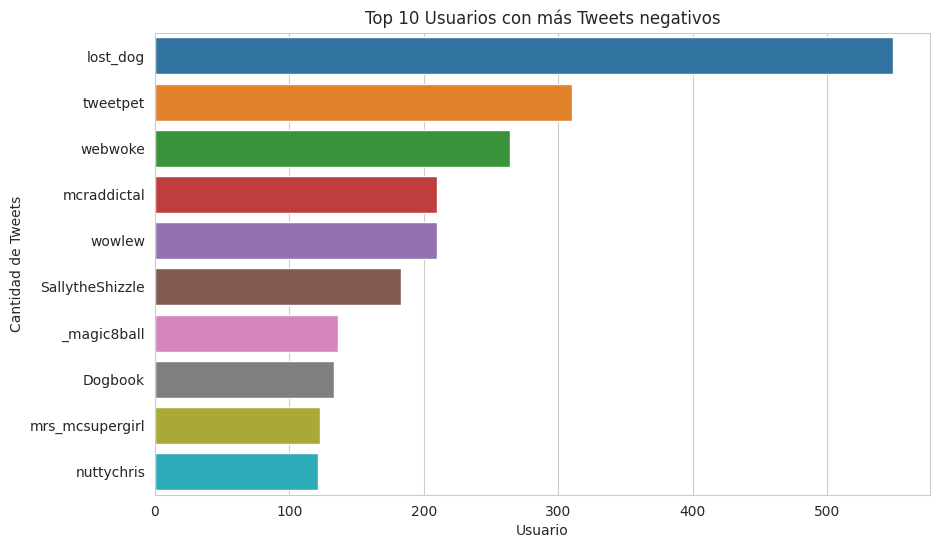 Top 10 Usuarios con más Tweets negativos
Cantidad de Tweets
lost_dog
tweetpet
webwoke
mcraddictal
wowlew
SallytheShizzle
_magic8ball
Dogbook
mrs_mcsupergirl
nuttychris
0 100 200 300 400 500
Usuario